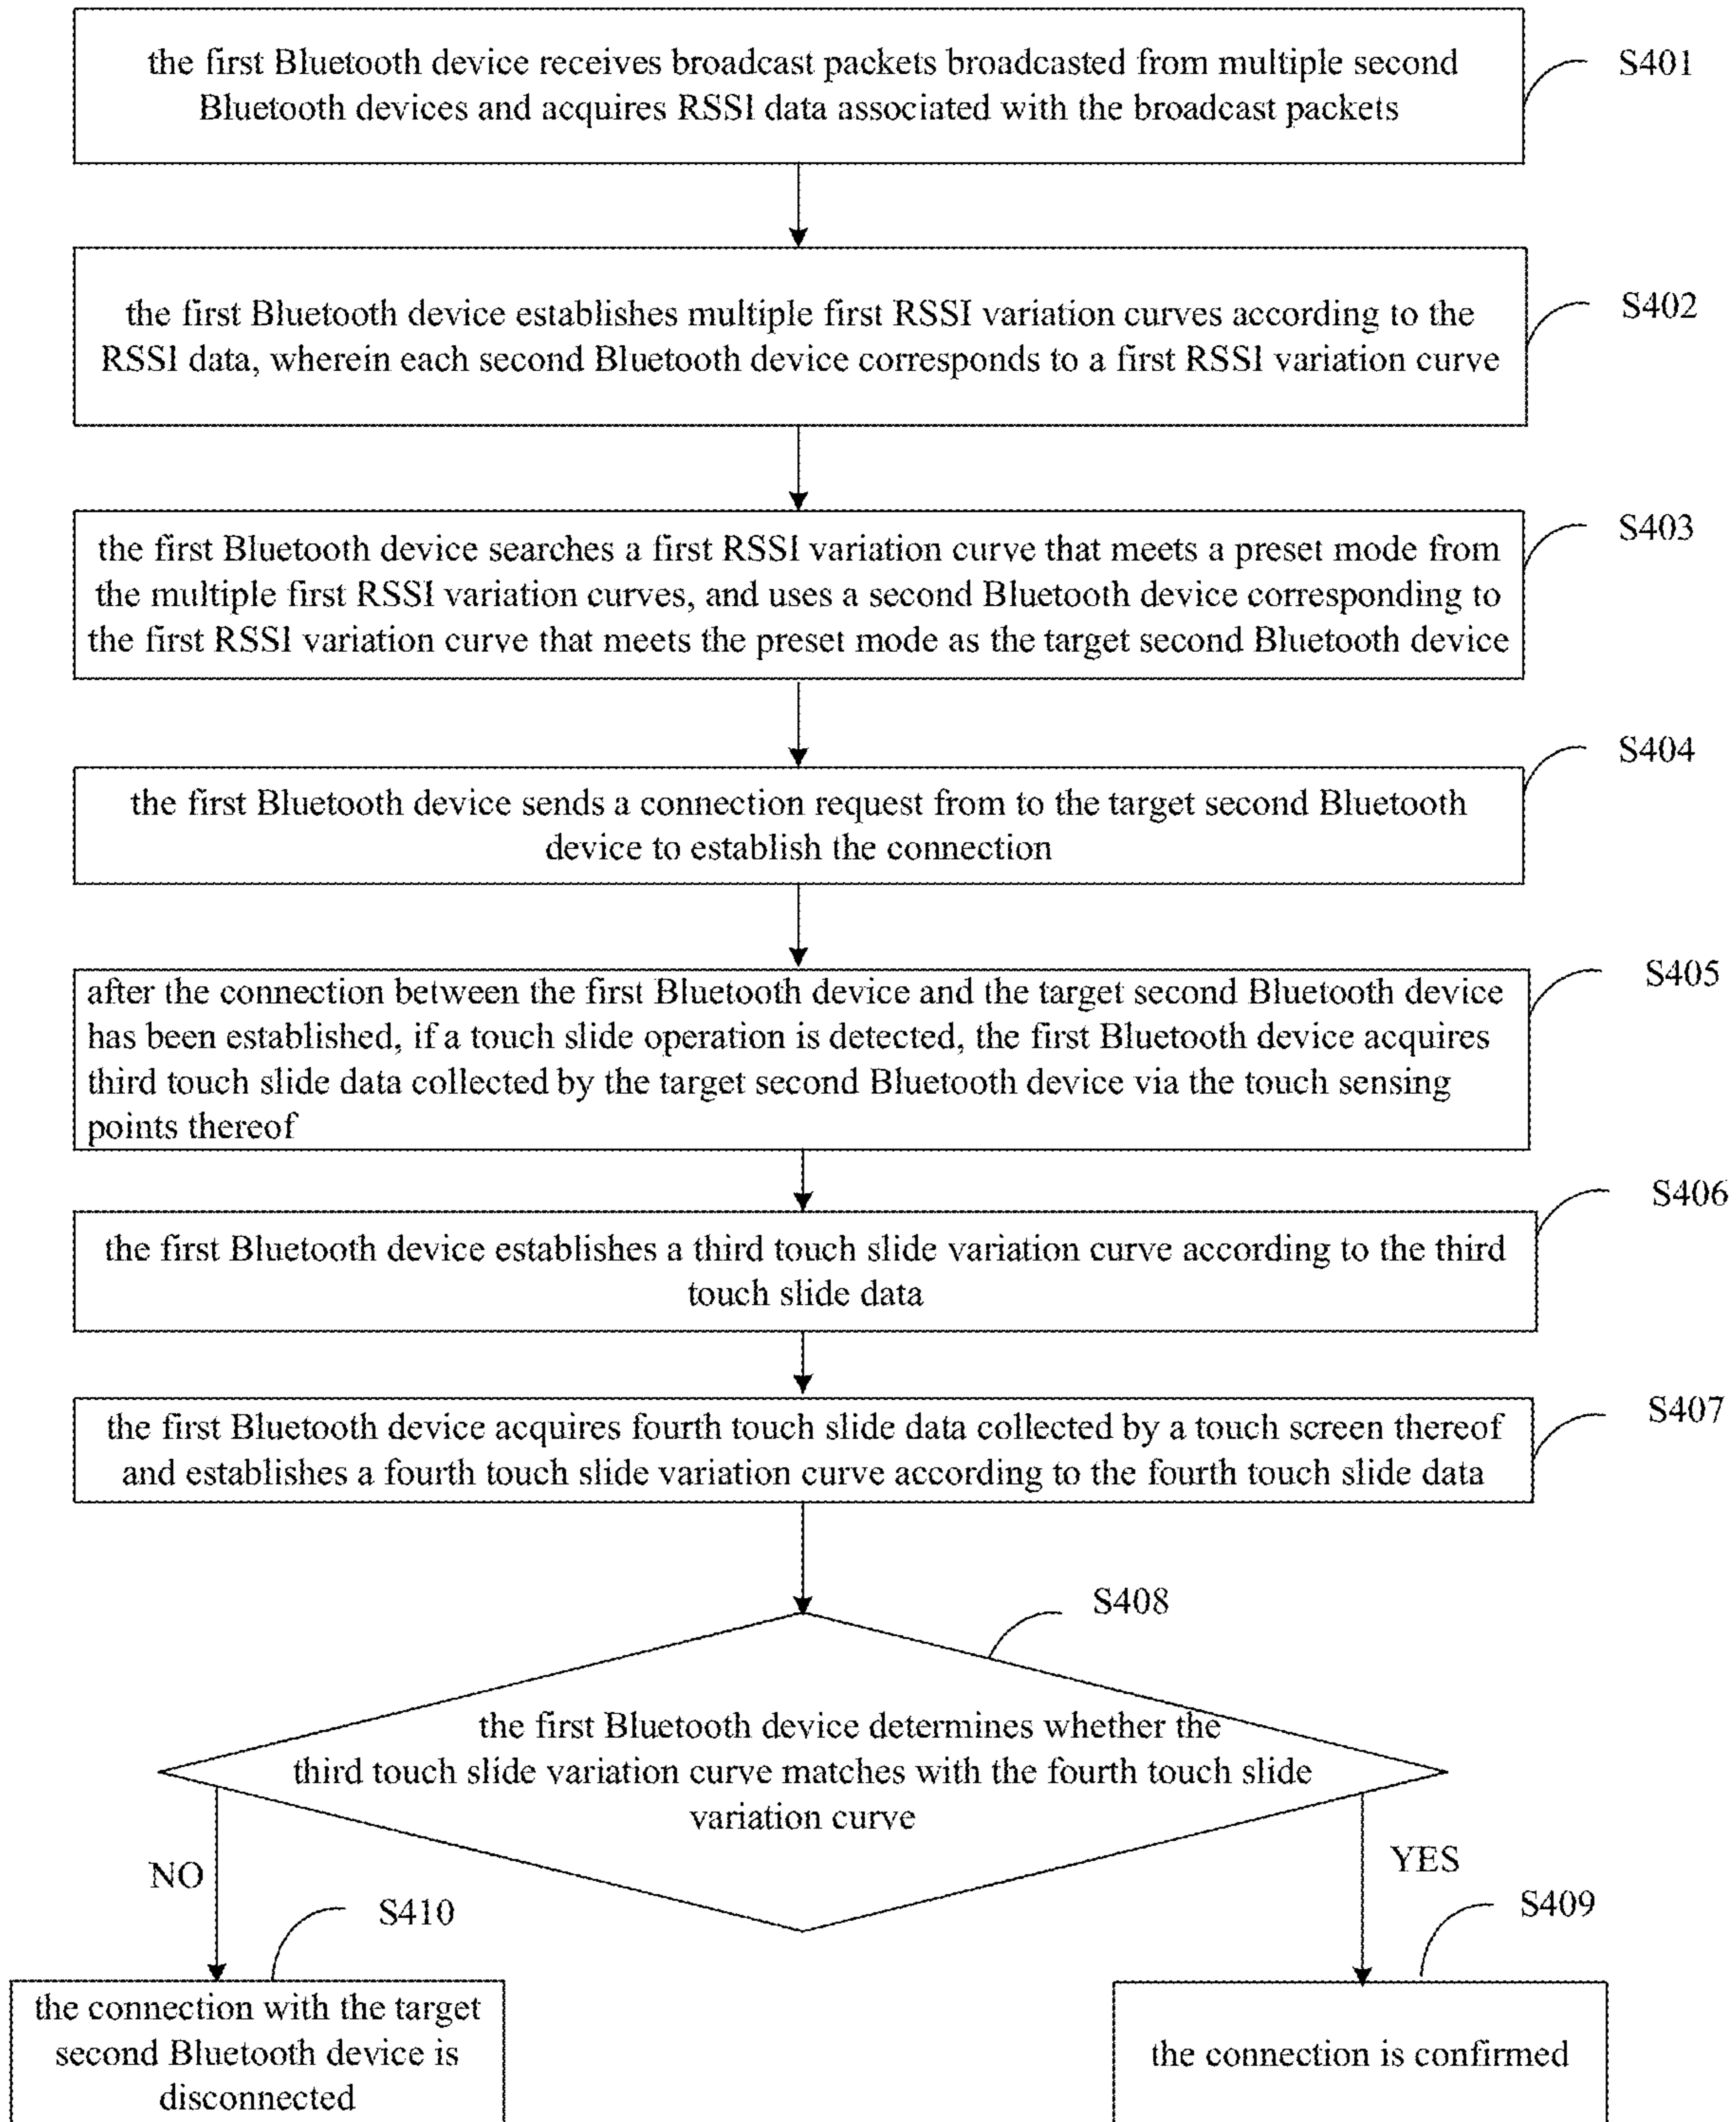 the first Bluetooth device receives broadcast packets broadcasted from multiple second
Bluetooth devices and acquires RSSI data associated with the broadcast packets
S401
the first Bluetooth device establishes multiple first RSSI variation curves according to the
RSSI data, wherein each second Bluetooth device corresponds to a first RSSI variation curve
S402
the first Bluetooth device searches a first RSSI variation curve that meets a preset mode from
the multiple first RSSI variation curves, and uses a second Bluetooth device corresponding to
the first RSSI variation curve that meets the preset mode as the target second Bluetooth device
S403
the first Bluetooth device sends a connection request from to the target second Bluetooth
device to establish the connection
S404
after the connection between the first Bluetooth device and the target second Bluetooth device
has been established, if a touch slide operation is detected, the first Bluetooth device acquires
third touch slide data collected by the target second Bluetooth device via the touch sensing
points thereof
S405
the first Bluetooth device establishes a third touch slide variation curve according to the third
touch slide data
S406
the first Bluetooth device acquires fourth touch slide data collected by a touch screen thereof
and establishes a fourth touch slide variation curve according to the fourth touch slide data
S407
S408
the first Bluetooth device determines whether the
third touch slide variation curve matches with the fourth touch slide
variation curve
NO
YES
S410
S409
the connection with the target
second Bluetooth device is
disconnected
the connection is confirmed